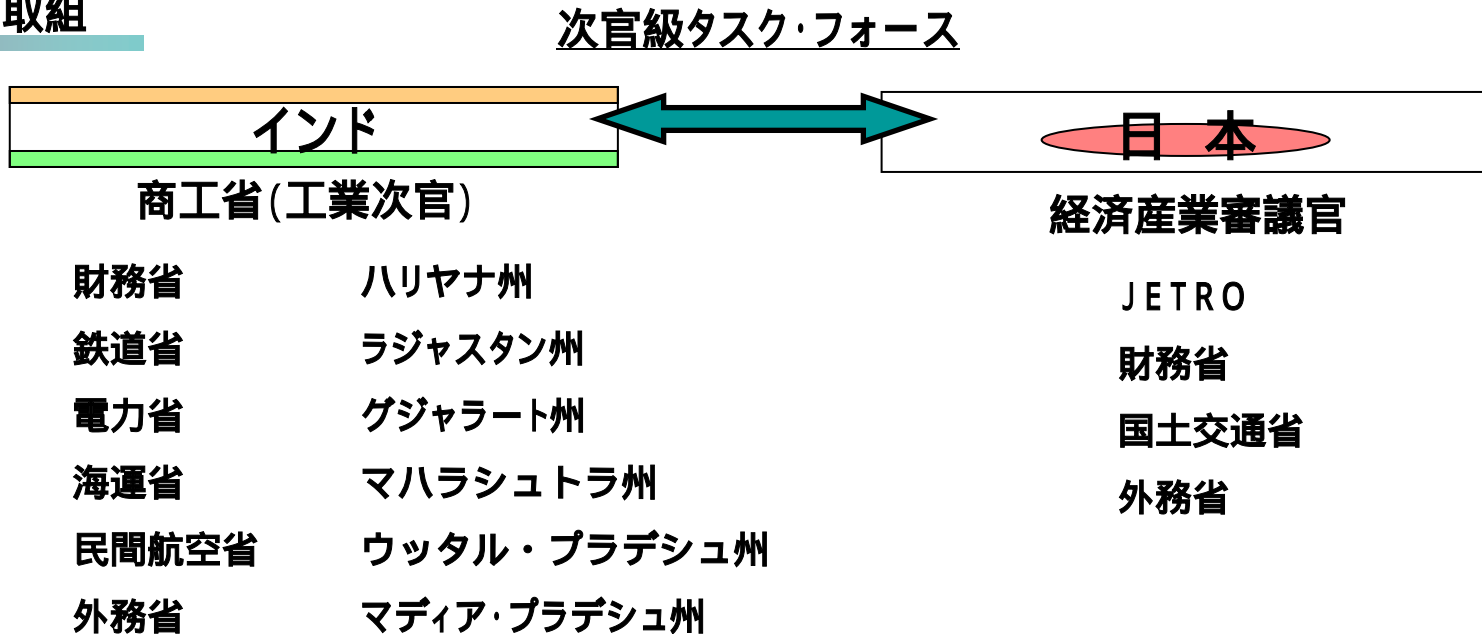 取組
次官級タスク・フォース
インド
日 本
商工省(工業次官)
経済産業審議官
財務省
鉄道省
電力省
海運省
民間航空省
外務省
ハリヤナ州
ラジャスタン州
グジャラート州
マハラシュトラ州
ウッタル・プラデシュ州
マディア・プラデシュ州
JETRO
財務省
国土交通省
外務省